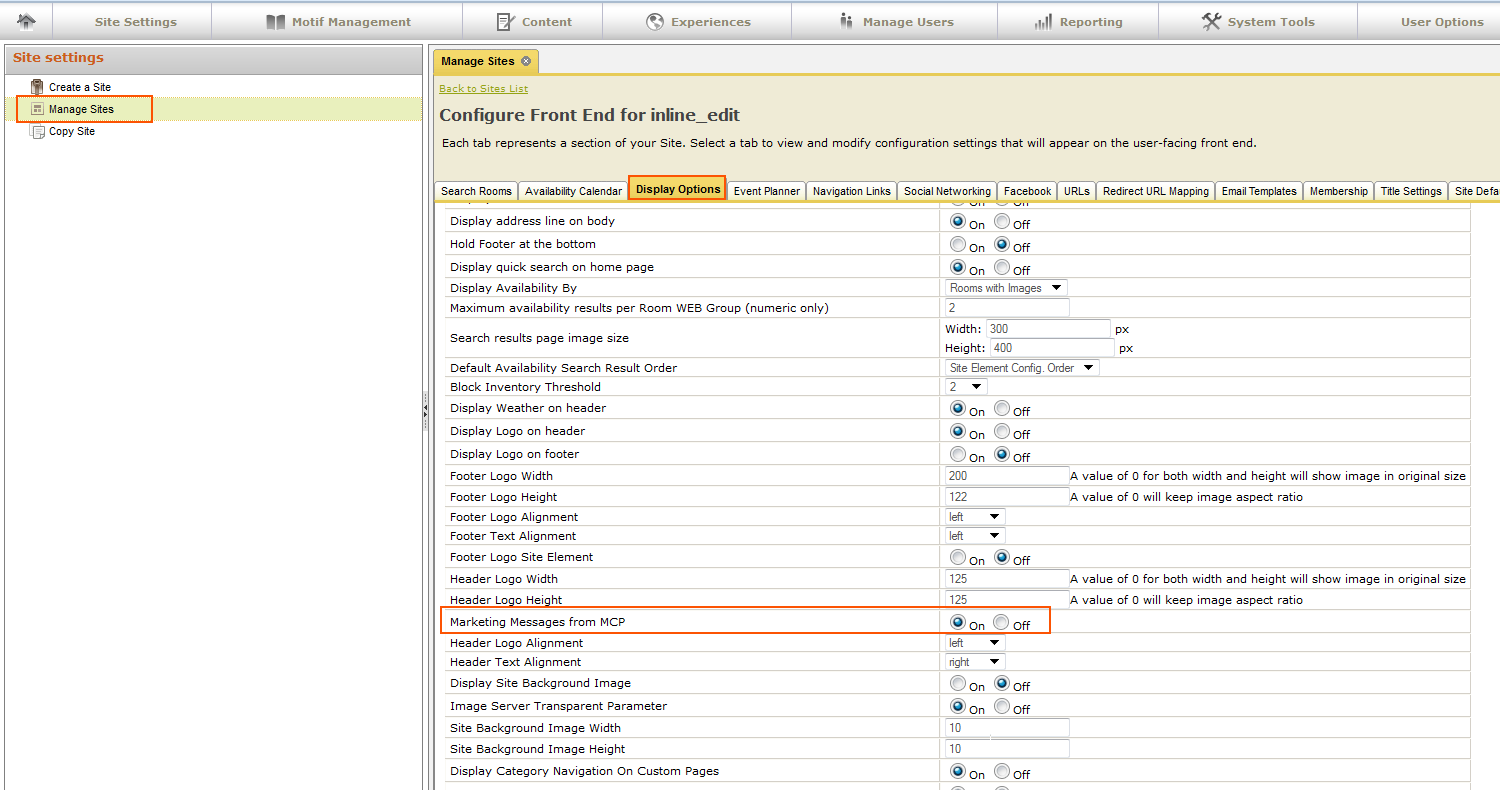 Site Settings Motif Management Content Experiences Manage Users Reporting System Tools User Options
Site settings
Create a Site
Manage Sites
Copy Site
Manage Sites
Back to Sites List
Configure Front End for inline_edit
Each tab represents a section of your Site. Select a tab to view and modify configuration settings that will appear on the user-facing front end.
Search Rooms Availability Calendar Display Options Event Planner Navigation Links Social Networking Facebook URLs Redirect URL Mapping Email Templates Membership Title Settings Site Defa
On Off
Display address line on body On Off
Hold Footer at the bottom On Off
Display quick search on home page On Off
Display Availability By Rooms with Images
Maximum availability results per Room WEB Group (numeric only) 2
Search results page image size Width: 300 px
Height: 400 px
Default Availability Search Result Order Site Element Config. Order
Block Inventory Threshold 2
Display Weather on header On Off
Display Logo on header On Off
Display Logo on footer On Off
Footer Logo Width 200 A value of 0 for both width and height will show image in original size
Footer Logo Height 122 A value of 0 will keep image aspect ratio
Footer Logo Alignment left
Footer Text Alignment left
Footer Logo Site Element On Off
Header Logo Width 125 A value of 0 for both width and height will show image in original size
Header Logo Height 125 A value of 0 will keep image aspect ratio
Marketing Messages from MCP On Off
Header Logo Alignment left
Header Text Alignment right
Display Site Background Image On Off
Image Server Transparent Parameter On Off
Site Background Image Width 10
Site Background Image Height 10
Display Category Navigation On Custom Pages On Off